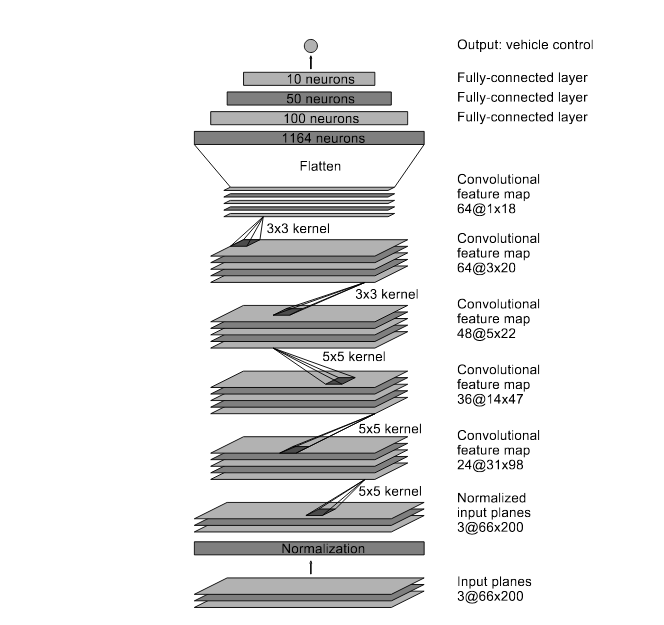 Output: vehicle control
10 neurons
Fully-connected layer
50 neurons
Fully-connected layer
100 neurons
Fully-connected layer
1164 neurons
Flatten
Convolutional
feature map
64@1x18
3x3 kernel
Convolutional
feature map
64@3x20
3x3 kernel
Convolutional
feature map
48@5x22
5x5 kernel
Convolutional
feature map
36@14x47
5x5 kernel
Convolutional
feature map
24@31x98
5x5 kernel
Normalized
input planes
3@66x200
Normalization
Input planes
3@66x200